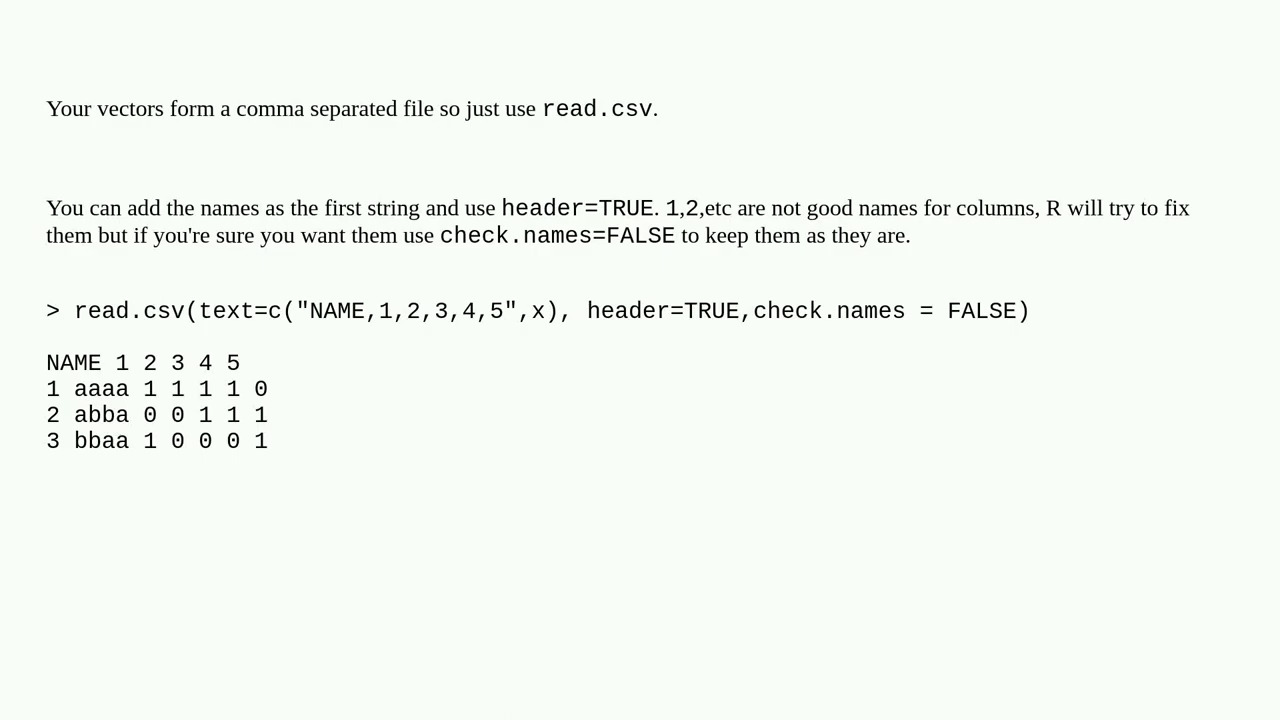 Your vectors form a comma separated file so just use read.csv.
You can add the names as the first string and use header=TRUE. 1,2,etc are not good names for columns, R will try to fix
them but if you're sure you want them use check.names=FALSE to keep them as they are.
> read.csv(text=c("NAME,1,2,3,4,5",x), header=TRUE,check.names = FALSE)
NAME 1 2 3 4 5
1 aaaa 1 1 1 1 0
2 abba 0 0 1 1 1
3 bbaa 1 0 0 0 1